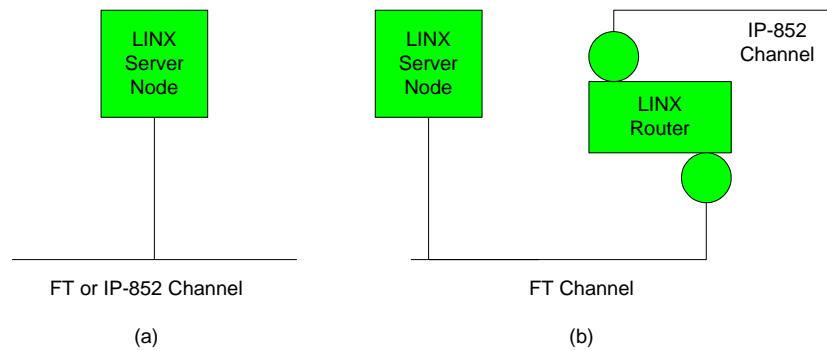 LINX
Server
Node
FT or IP-852 Channel
(a)
LINX
Server
Node
IP-852
Channel
LINX
Router
FT Channel
(b)